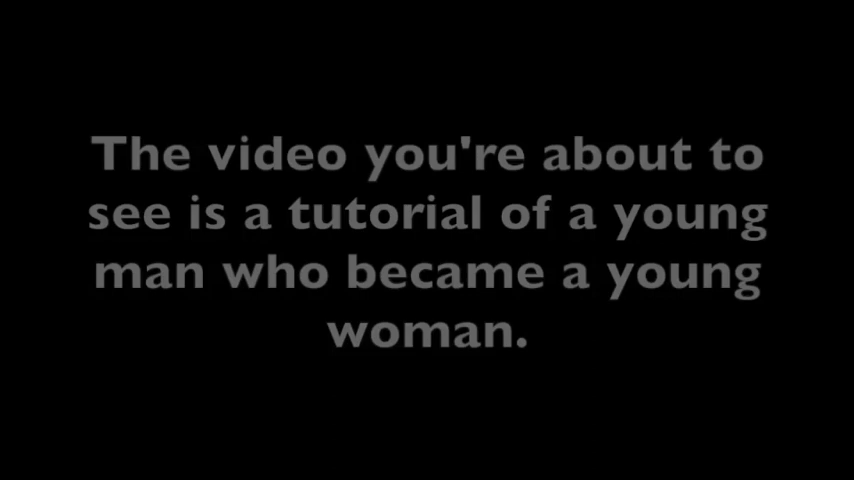 The video you're about to
see is a tutorial of a young
man who became a young
woman.